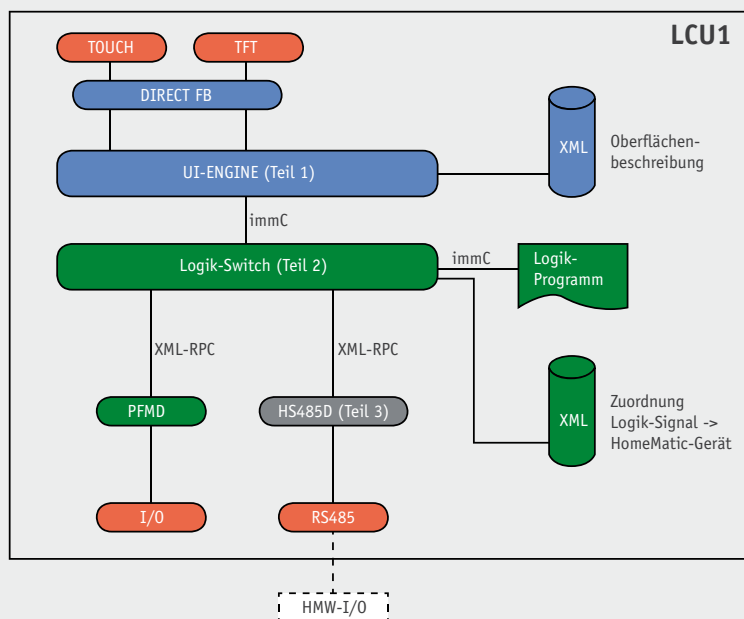 LCU1
TOUCH
TFT
DIRECT FB
UI-ENGINE (Teil 1)
XML
Oberflächen-
beschreibung
immC
Logik-Switch (Teil 2)
immC
Logik-
Programm
XML-RPC
XML-RPC
PFMD
HS485D (Teil 3)
XML
Zuordnung
Logik-Signal ->
HomeMatic-Gerät
I/O
RS485
HMW-I/O